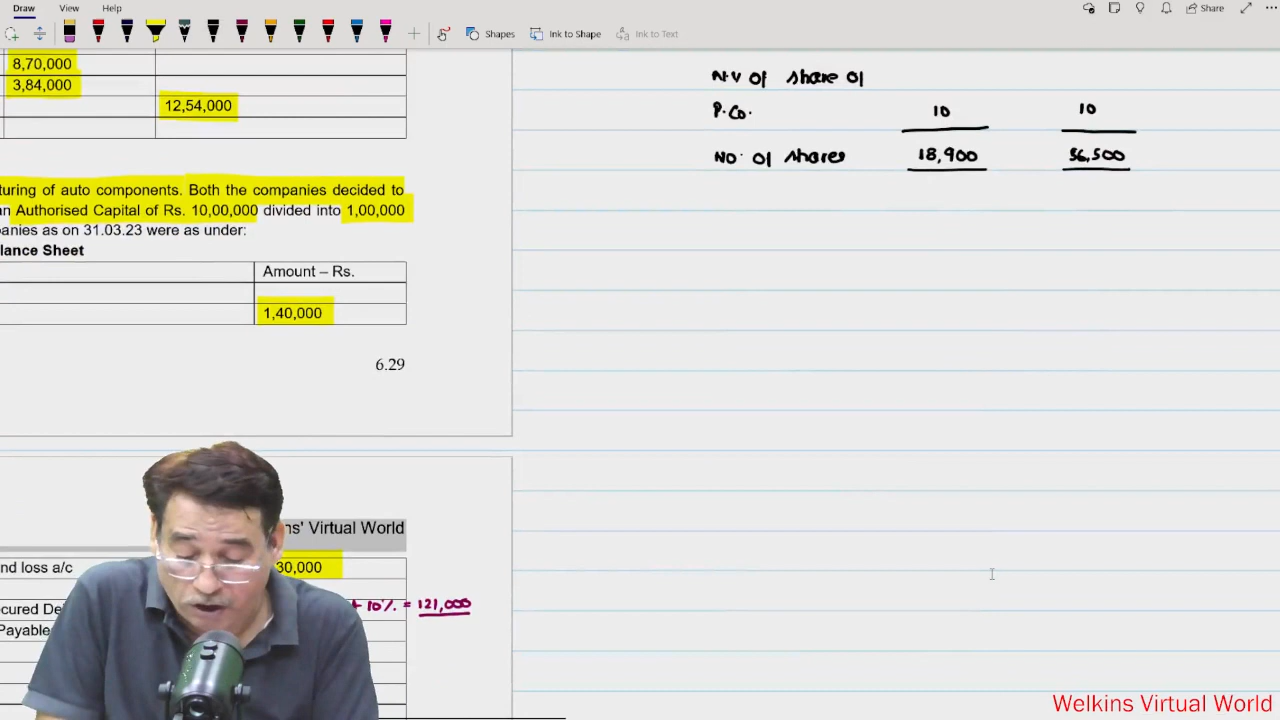 Draw View Help
Share
Shapes Ink to Shape Ink to Text
8,70,000
3,84,000
12,54,000
N.V of share of
P.Co. 10 10
No. of shares 18,900 56,500
turing of auto components. Both the companies decided to
an Authorised Capital of Rs. 10,00,000 divided into 1,00,000
panies as on 31.03.23 were as under:
lance Sheet
Amount – Rs.
1,40,000
6.29
ns' Virtual World
nd loss a/c 30,000
cured De + 10% = 121,000
Payable
Welkins Virtual World